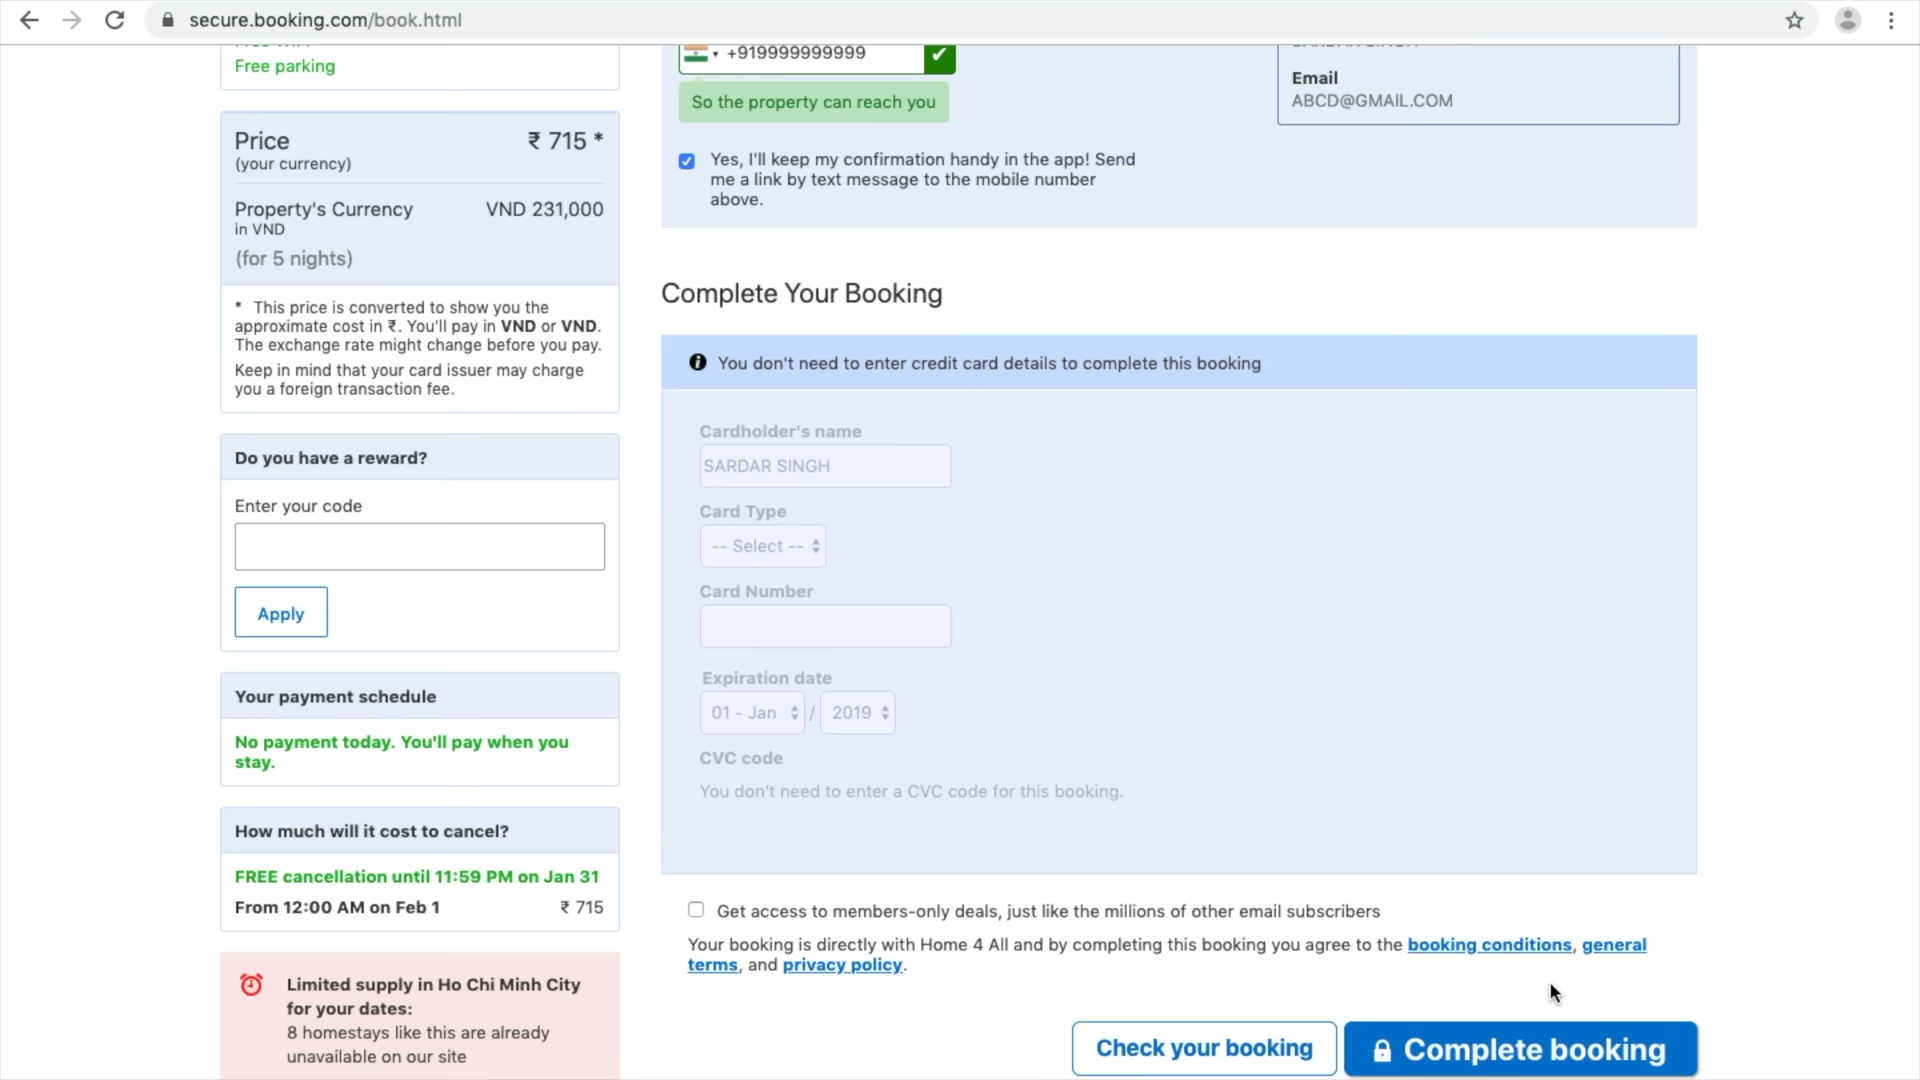 secure.booking.com/book.html
Free parking
Price
₹ 715 *
(your currency)
Property's Currency
VND 231,000
in VND
(for 5 nights)
* This price is converted to show you the
approximate cost in ₹. You'll pay in VND or VND.
The exchange rate might change before you pay.
Keep in mind that your card issuer may charge
you a foreign transaction fee.
Do you have a reward?
Enter your code
Apply
Your payment schedule
No payment today. You'll pay when you
stay.
How much will it cost to cancel?
FREE cancellation until 11:59 PM on Jan 31
From 12:00 AM on Feb 1
₹ 715
Limited supply in Ho Chi Minh City
for your dates:
8 homestays like this are already
unavailable on our site
+919999999999
So the property can reach you
Yes, I'll keep my confirmation handy in the app! Send
me a link by text message to the mobile number
above.
Email
ABCD@GMAIL.COM
Complete Your Booking
You don't need to enter credit card details to complete this booking
Cardholder's name
SARDAR SINGH
Card Type
-- Select --
Card Number
Expiration date
01 - Jan / 2019
CVC code
You don't need to enter a CVC code for this booking.
Get access to members-only deals, just like the millions of other email subscribers
Your booking is directly with Home 4 All and by completing this booking you agree to the booking conditions, general
terms, and privacy policy.
Check your booking
Complete booking